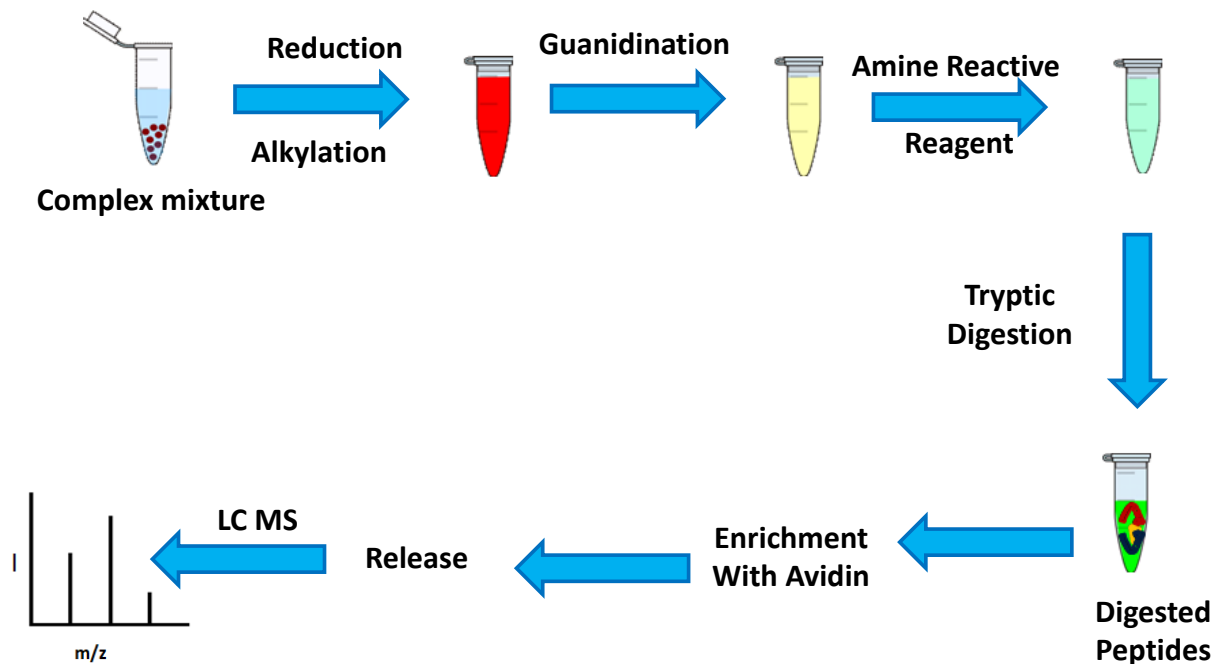 Reduction
Alkylation
Complex mixture
Guanidination
Amine Reactive
Reagent
Tryptic
Digestion
Digested
Peptides
Enrichment
With Avidin
Release
LC MS
I
m/z